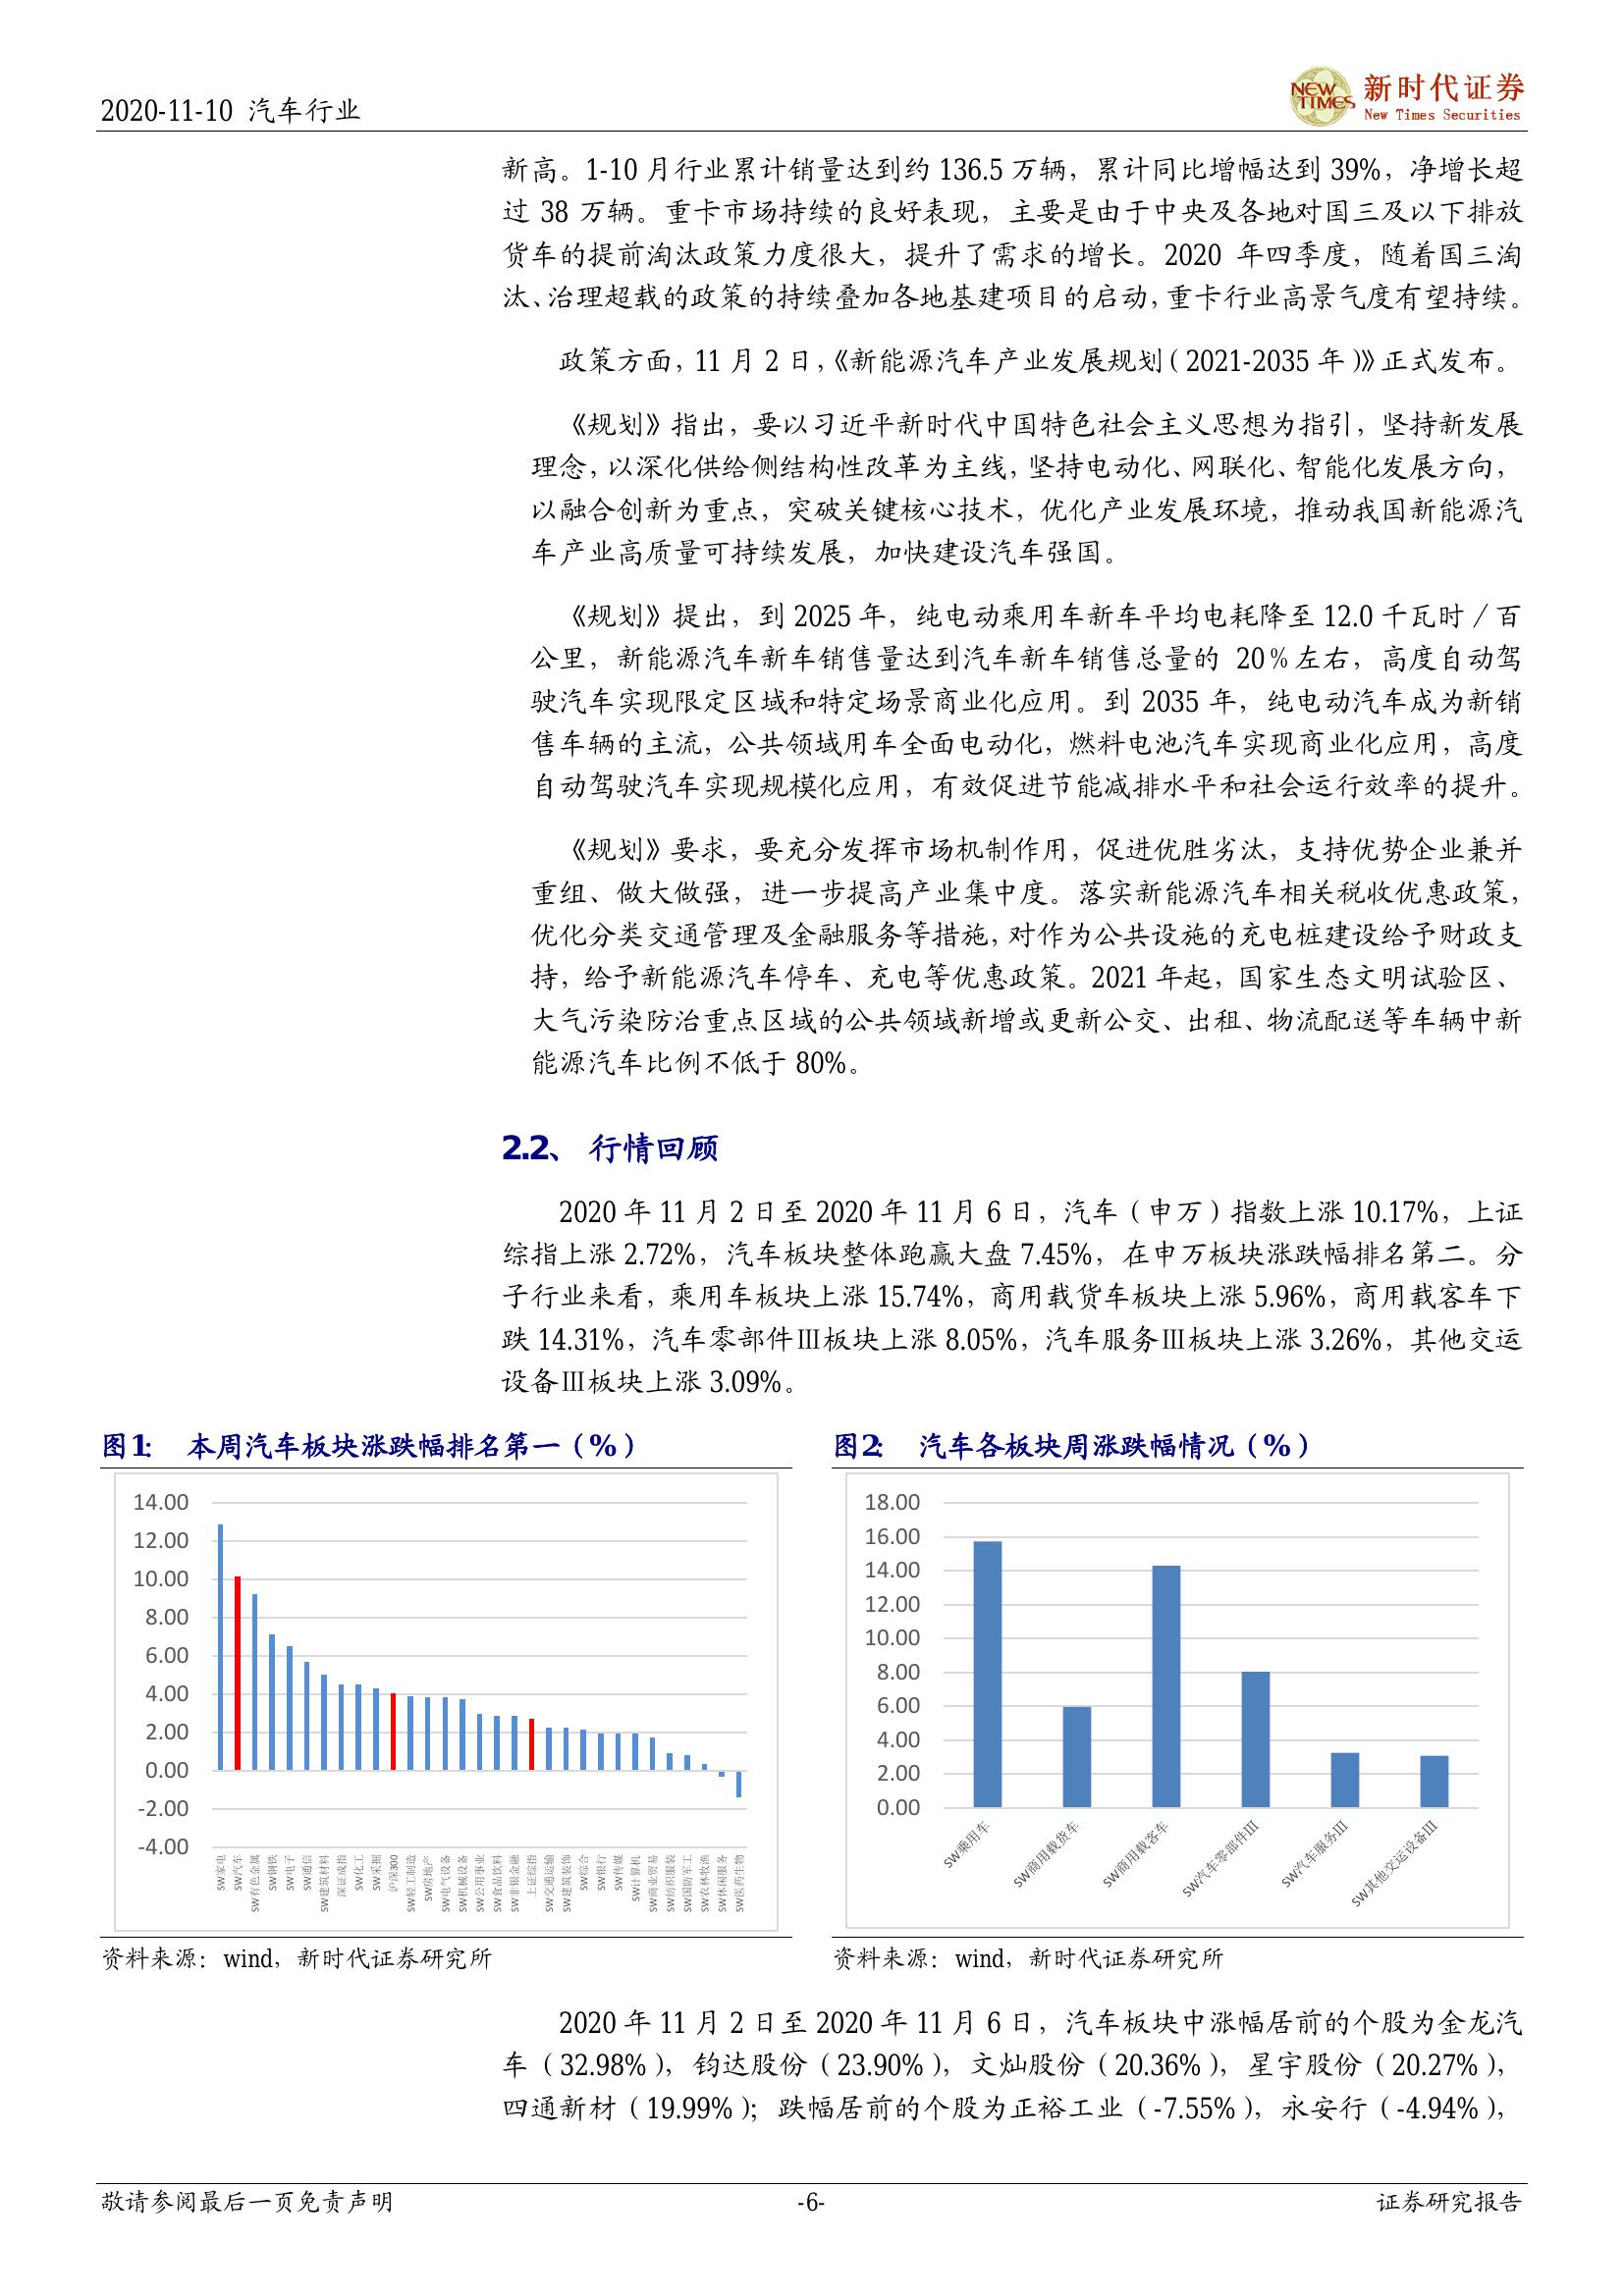 2020-11-10 汽车行业
NEW TIMES
新时代证券
New Times Securities
新高。1-10 月行业累计销量达到约 136.5 万辆，累计同比增幅达到 39%，净增长超
过 38 万辆。重卡市场持续的良好表现，主要是由于中央及各地对国三及以下排放
货车的提前淘汰政策力度很大，提升了需求的增长。2020 年四季度，随着国三淘
汰、治理超载的政策的持续叠加各地基建项目的启动，重卡行业高景气度有望持续。
政策方面，11 月 2 日，《新能源汽车产业发展规划（2021-2035 年）》正式发布。
《规划》指出，要以习近平新时代中国特色社会主义思想为指引，坚持新发展
理念，以深化供给侧结构性改革为主线，坚持电动化、网联化、智能化发展方向，
以融合创新为重点，突破关键核心技术，优化产业发展环境，推动我国新能源汽
车产业高质量可持续发展，加快建设汽车强国。
《规划》提出，到 2025 年，纯电动乘用车新车平均电耗降至 12.0 千瓦时／百
公里，新能源汽车新车销售量达到汽车新车销售总量的 20％左右，高度自动驾
驶汽车实现限定区域和特定场景商业化应用。到 2035 年，纯电动汽车成为新销
售车辆的主流，公共领域用车全面电动化，燃料电池汽车实现商业化应用，高度
自动驾驶汽车实现规模化应用，有效促进节能减排水平和社会运行效率的提升。
《规划》要求，要充分发挥市场机制作用，促进优胜劣汰，支持优势企业兼并
重组、做大做强，进一步提高产业集中度。落实新能源汽车相关税收优惠政策，
优化分类交通管理及金融服务等措施，对作为公共设施的充电桩建设给予财政支
持，给予新能源汽车停车、充电等优惠政策。2021 年起，国家生态文明试验区、
大气污染防治重点区域的公共领域新增或更新公交、出租、物流配送等车辆中新
能源汽车比例不低于 80%。
2.2、 行情回顾
2020 年 11 月 2 日至 2020 年 11 月 6 日，汽车（申万）指数上涨 10.17%，上证
综指上涨 2.72%，汽车板块整体跑赢大盘 7.45%，在申万板块涨跌幅排名第二。分
子行业来看，乘用车板块上涨 15.74%，商用载货车板块上涨 5.96%，商用载客车下
跌 14.31%，汽车零部件Ⅲ板块上涨 8.05%，汽车服务Ⅲ板块上涨 3.26%，其他交运
设备Ⅲ板块上涨 3.09%。
图1： 本周汽车板块涨跌幅排名第一（%）
14.00
12.00
10.00
8.00
6.00
4.00
2.00
0.00
-2.00
-4.00
SW家电
SW汽车
SW有色金属
SW钢铁
SW电子
SW通信
SW建筑材料
深证成指
SW化工
SW采掘
沪深300
SW轻工制造
SW房地产
SW电气设备
SW机械设备
SW公用事业
SW食品饮料
SW非银金融
上证综指
SW交通运输
SW建筑装饰
SW综合
SW银行
SW传媒
SW计算机
SW商业贸易
SW纺织服装
SW国防军工
SW农林牧渔
SW休闲服务
SW医药生物
资料来源：wind，新时代证券研究所
图2： 汽车各板块周涨跌幅情况（%）
18.00
16.00
14.00
12.00
10.00
8.00
6.00
4.00
2.00
0.00
SW乘用车
SW商用载货车
SW商用载客车
SW汽车零部件III
SW汽车服务III
SW其他交运设备III
资料来源：wind，新时代证券研究所
2020 年 11 月 2 日至 2020 年 11 月 6 日，汽车板块中涨幅居前的个股为金龙汽
车（32.98%），钧达股份（23.90%），文灿股份（20.36%），星宇股份（20.27%），
四通新材（19.99%）；跌幅居前的个股为正裕工业（-7.55%），永安行（-4.94%），
敬请参阅最后一页免责声明
-6-
证券研究报告